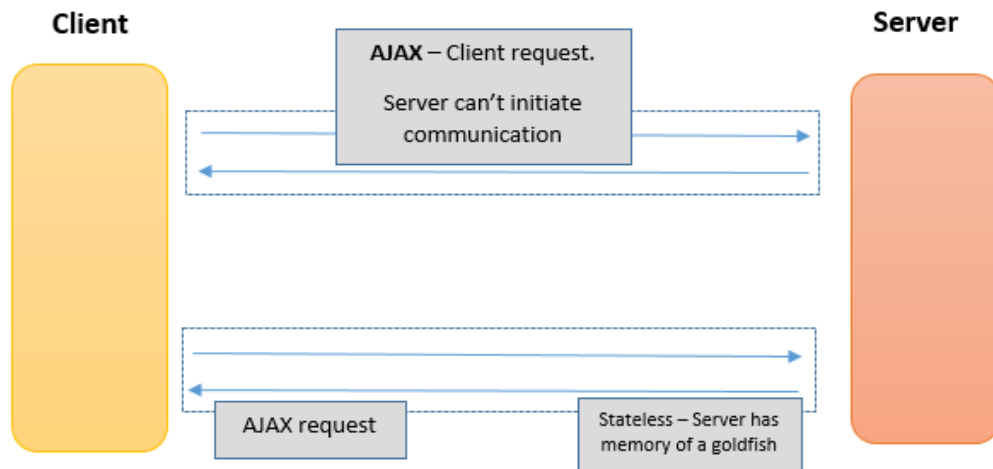 Client
Server
AJAX – Client request.
Server can't initiate
communication
AJAX request
Stateless – Server has
memory of a goldfish